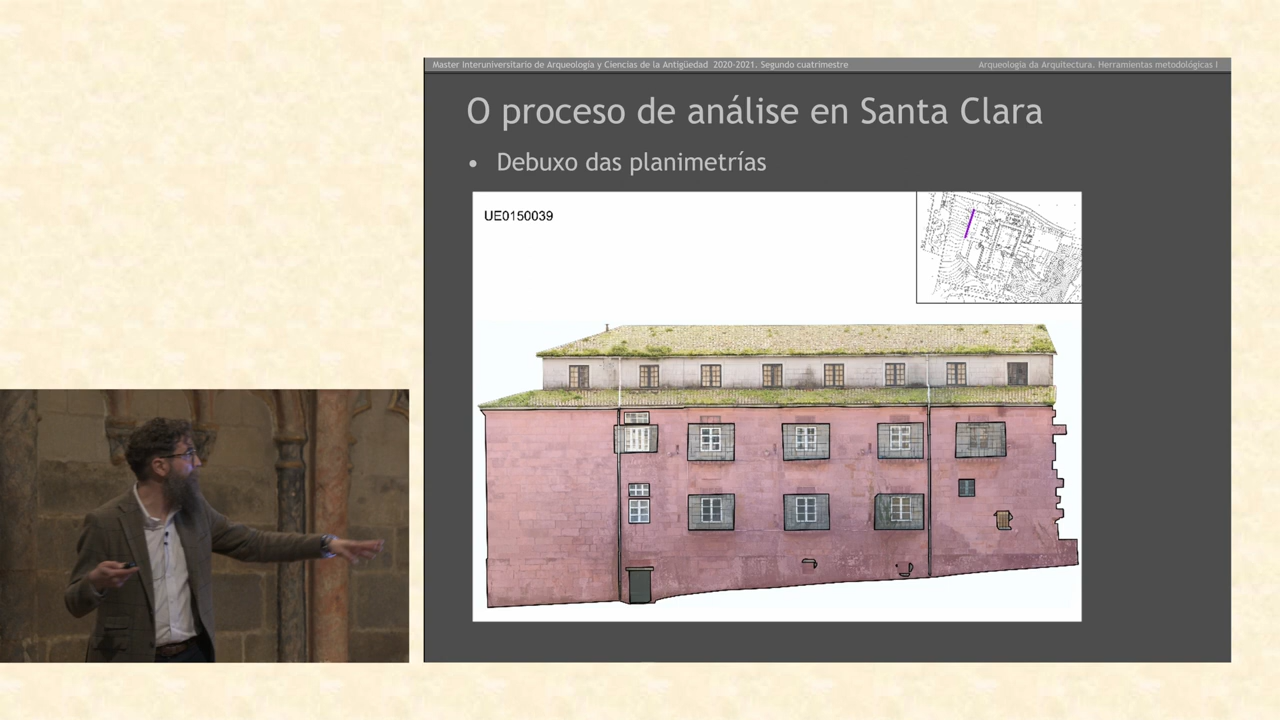 Master Interuniversitario de Arqueología y Ciencias de la Antigüedad 2020-2021. Segundo cuatrimestre
Arqueología da Arquitectura. Herramientas metodológicas I
O proceso de análise en Santa Clara
• Debuxo das planimetrías
UE0150039